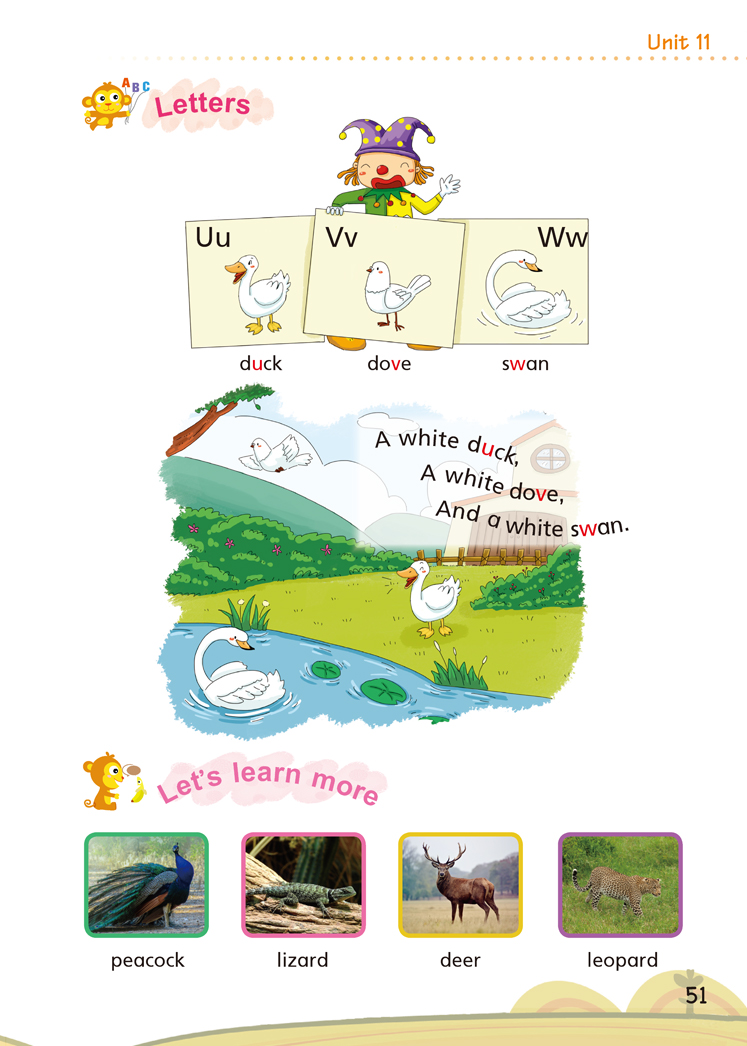 Unit 11
A B C
Letters
Uu
Vv
Ww
duck
dove
swan
A white duck,
A white dove,
And a white swan.
Let's learn more
peacock
lizard
deer
leopard
51